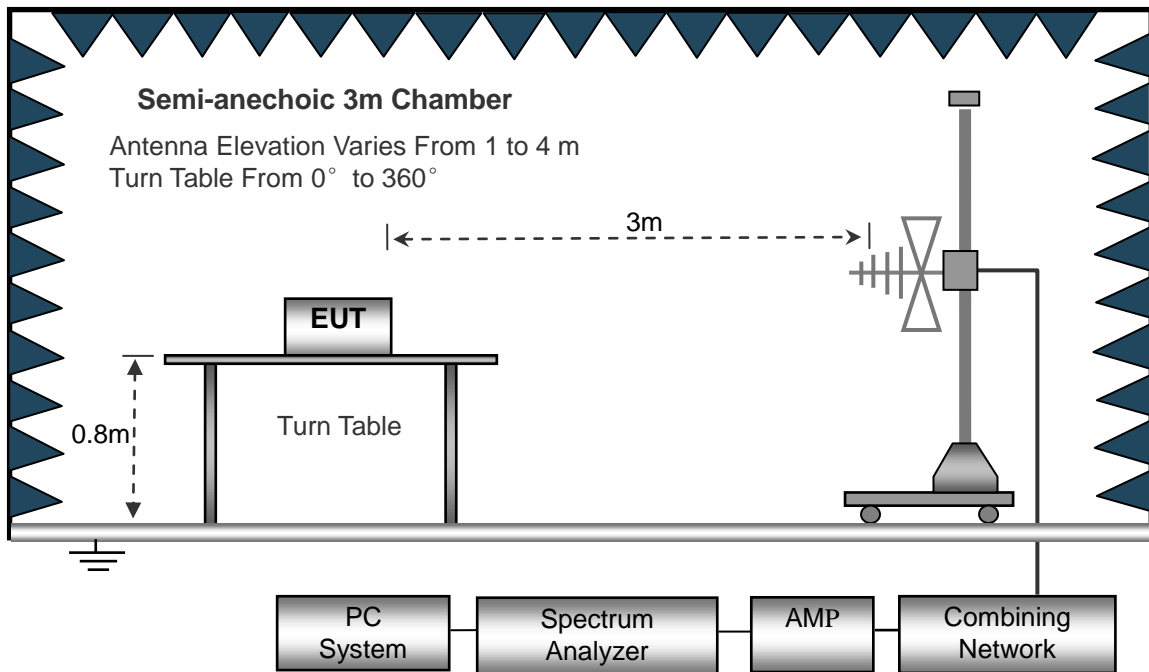 Semi-anechoic 3m Chamber
Antenna Elevation Varies From 1 to 4 m
Turn Table From 0° to 360°
3m
EUT
0.8m
Turn Table
PC
System
Spectrum
Analyzer
AMP
Combining
Network